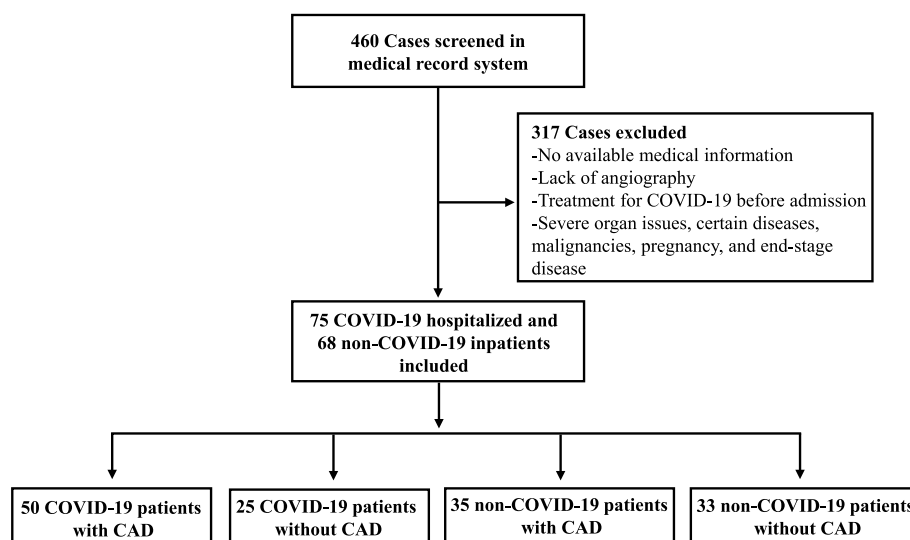 460 Cases screened in
medical record system
317 Cases excluded
-No available medical information
-Lack of angiography
-Treatment for COVID-19 before admission
-Severe organ issues, certain diseases,
malignancies, pregnancy, and end-stage
disease
75 COVID-19 hospitalized and
68 non-COVID-19 inpatients
included
50 COVID-19 patients
with CAD
25 COVID-19 patients
without CAD
35 non-COVID-19 patients
with CAD
33 non-COVID-19 patients
without CAD